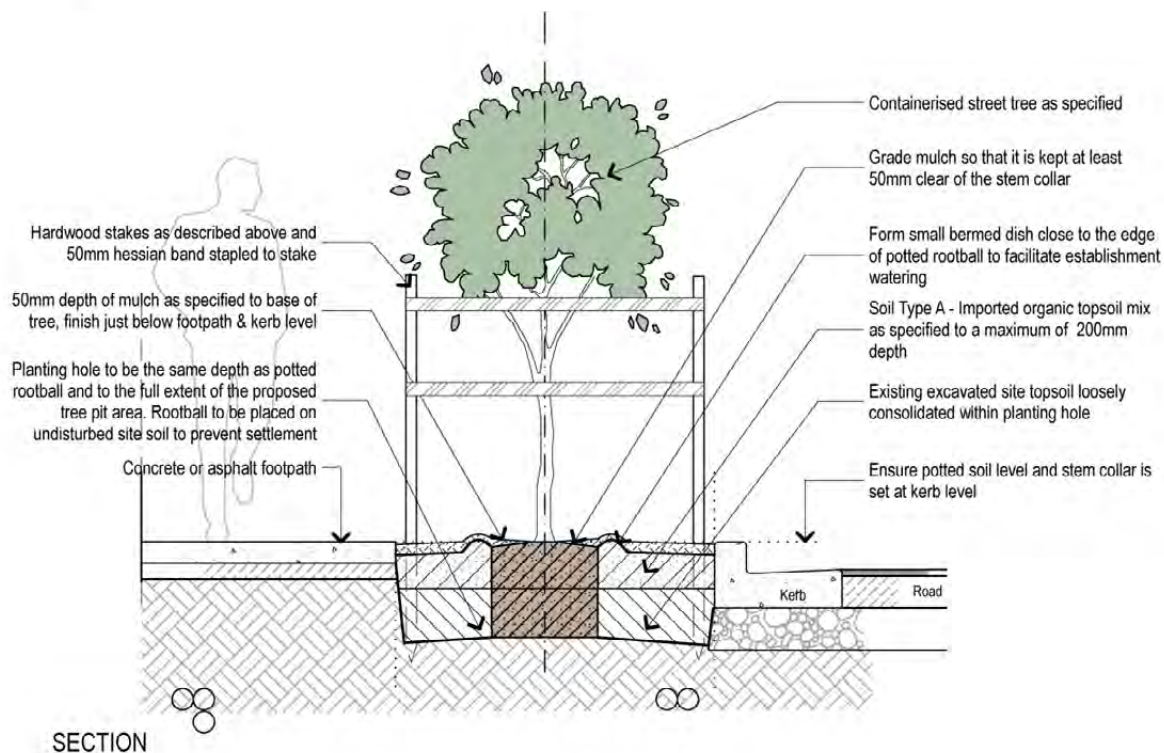 Containerised street tree as specified
Grade mulch so that it is kept at least
50mm clear of the stem collar
Form small bermed dish close to the edge
of potted rootball to facilitate establishment
watering
Soil Type A - Imported organic topsoil mix
as specified to a maximum of 200mm
depth
Existing excavated site topsoil loosely
consolidated within planting hole
Ensure potted soil level and stem collar is
set at kerb level
Hardwood stakes as described above and
50mm hessian band stapled to stake
50mm depth of mulch as specified to base of
tree, finish just below footpath & kerb level
Planting hole to be the same depth as potted
rootball and to the full extent of the proposed
tree pit area. Rootball to be placed on
undisturbed site soil to prevent settlement
Concrete or asphalt footpath
Kerb
Road
SECTION